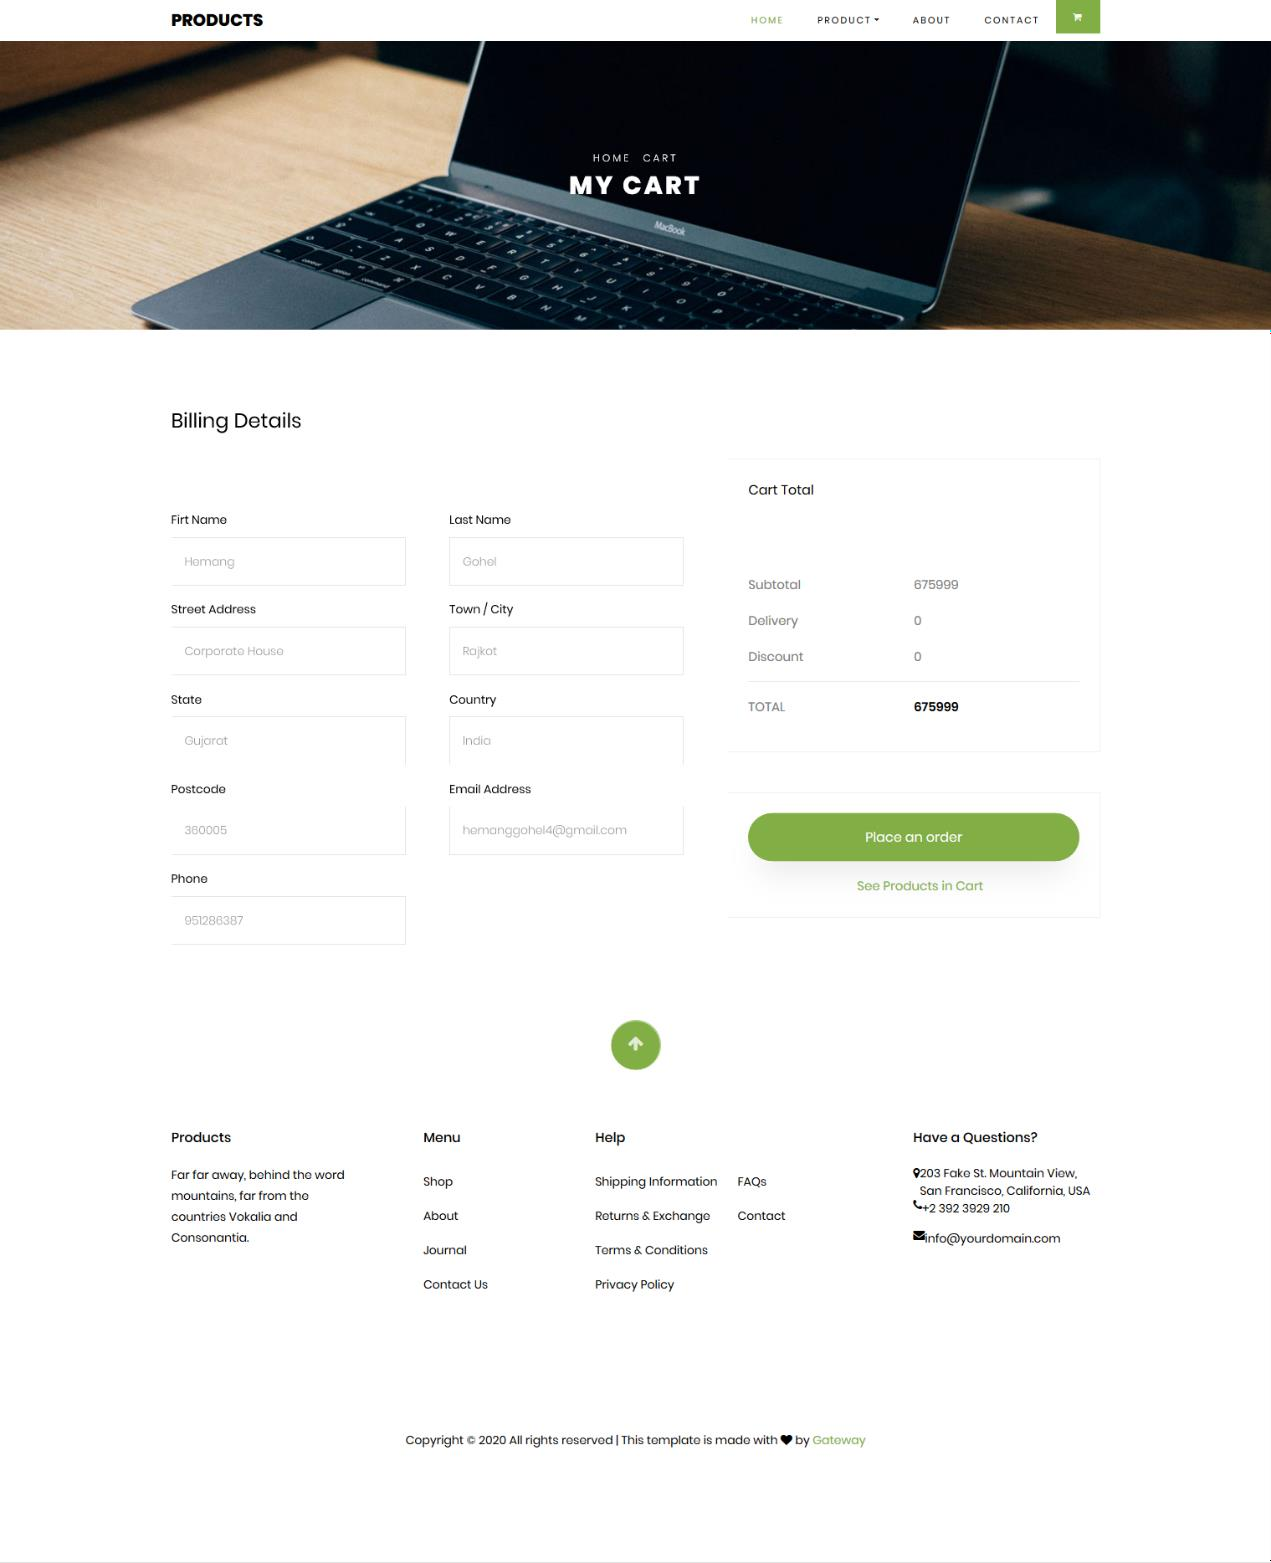 PRODUCTS
HOME PRODUCT ABOUT CONTACT
HOME CART
MY CART
MacBook
Billing Details
Cart Total
Firt Name Last Name
Hemang Gohel
Subtotal 675999
Street Address Town / City
Delivery 0
Corporate House Rajkot
Discount 0
State Country
TOTAL 675999
Gujarat India
Postcode Email Address
360005 hemanggohel4@gmail.com
Place an order
Phone
See Products in Cart
951286387
Products Menu Help Have a Questions?
Far far away, behind the word
mountains, far from the
countries Vokalia and
Consonantia.
Shop
About
Journal
Contact Us
Shipping Information FAQs
Returns & Exchange Contact
Terms & Conditions
Privacy Policy
203 Fake St. Mountain View,
San Francisco, California, USA
+2 392 3929 210
info@yourdomain.com
Copyright © 2020 All rights reserved | This template is made with ♥ by Gateway